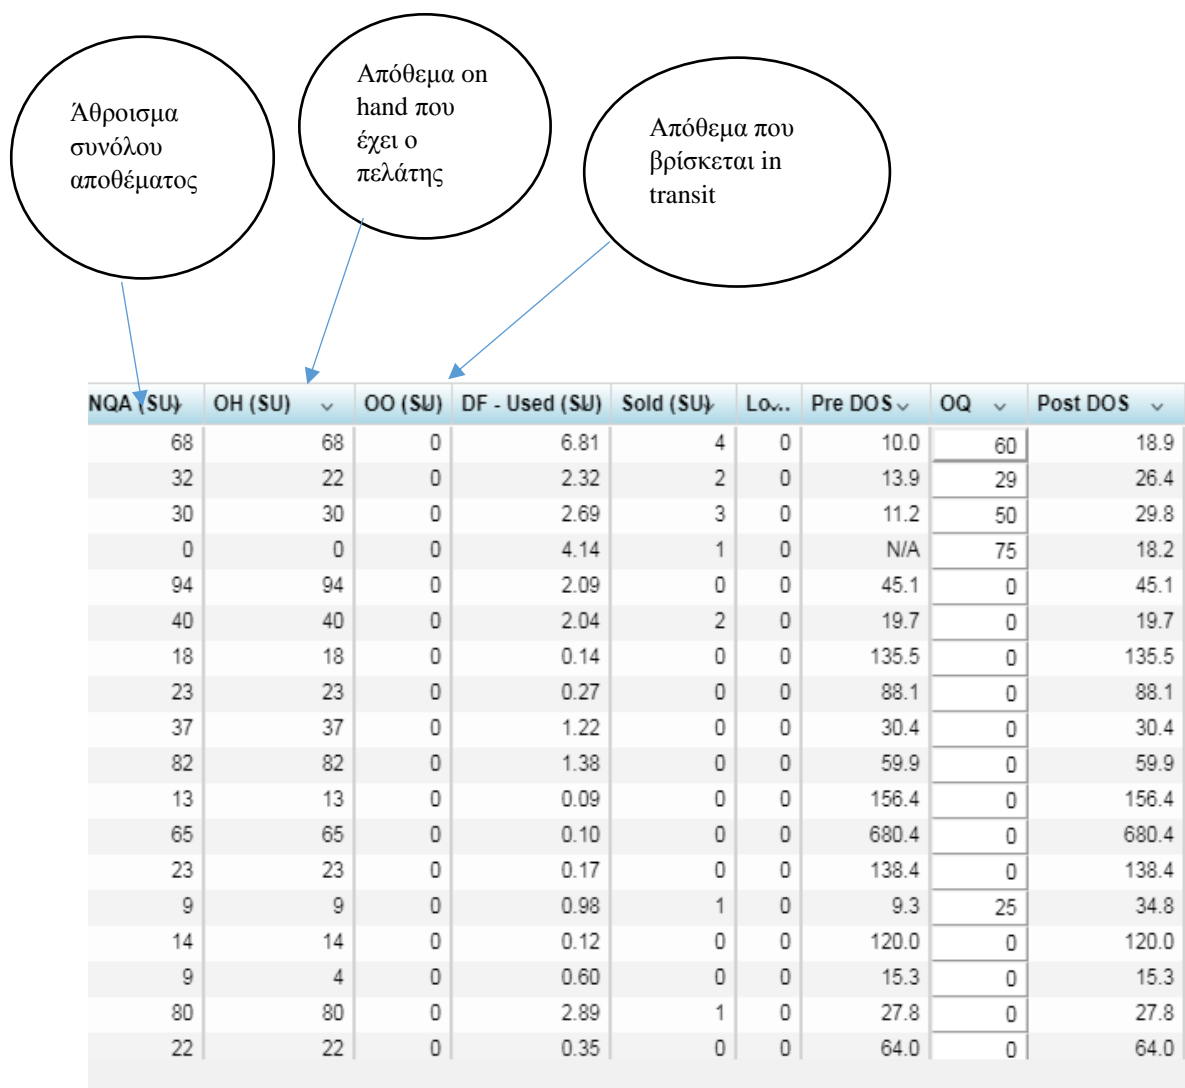 Άθροισμα
συνόλου
αποθέματος
Απόθεμα on
hand που
έχει ο
πελάτης
Απόθεμα που
βρίσκεται in
transit
NQA (SU) OH (SU) OO (SU) DF - Used (SU) Sold (SU) Lo... Pre DOS OQ Post DOS
68 68 0 6.81 4 0 10.0 60 18.9
32 22 0 2.32 2 0 13.9 29 26.4
30 30 0 2.69 3 0 11.2 50 29.8
0 0 0 4.14 1 0 N/A 75 18.2
94 94 0 2.09 0 0 45.1 0 45.1
40 40 0 2.04 2 0 19.7 0 19.7
18 18 0 0.14 0 0 135.5 0 135.5
23 23 0 0.27 0 0 88.1 0 88.1
37 37 0 1.22 0 0 30.4 0 30.4
82 82 0 1.38 0 0 59.9 0 59.9
13 13 0 0.09 0 0 156.4 0 156.4
65 65 0 0.10 0 0 680.4 0 680.4
23 23 0 0.17 0 0 138.4 0 138.4
9 9 0 0.98 1 0 9.3 25 34.8
14 14 0 0.12 0 0 120.0 0 120.0
9 4 0 0.60 0 0 15.3 0 15.3
80 80 0 2.89 1 0 27.8 0 27.8
22 22 0 0.35 0 0 64.0 0 64.0